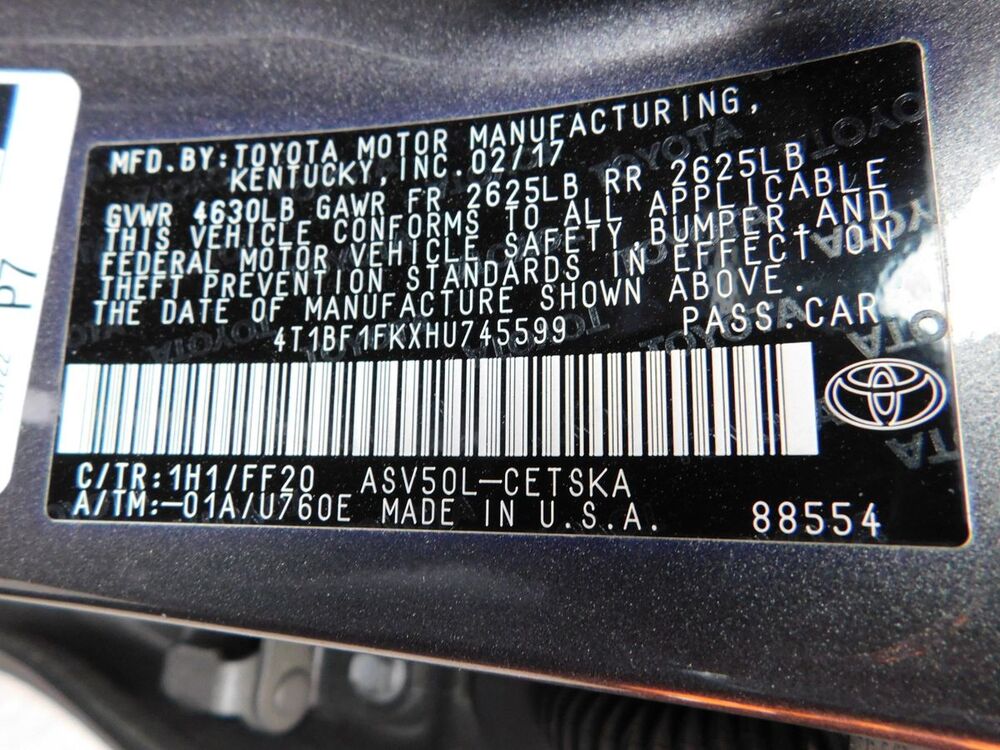 MFD.BY:TOYOTA MOTOR MANUFACTURING,
KENTUCKY,INC.02/17
GVWR 4630LB GAWR FR 2625LB RR 2625LB
THIS VEHICLE CONFORMS TO ALL APPLICABLE
FEDERAL MOTOR VEHICLE SAFETY,BUMPER,AND
THEFT PREVENTION STANDARDS IN EFFECT ON
THE DATE OF MANUFACTURE SHOWN ABOVE.
4T1BF1FKXHU745599 PASS.CAR
C/TR:1H1/FF20 ASV50L-CETSKA
A/TM:-01A/U760E MADE IN U.S.A. 88554
P7